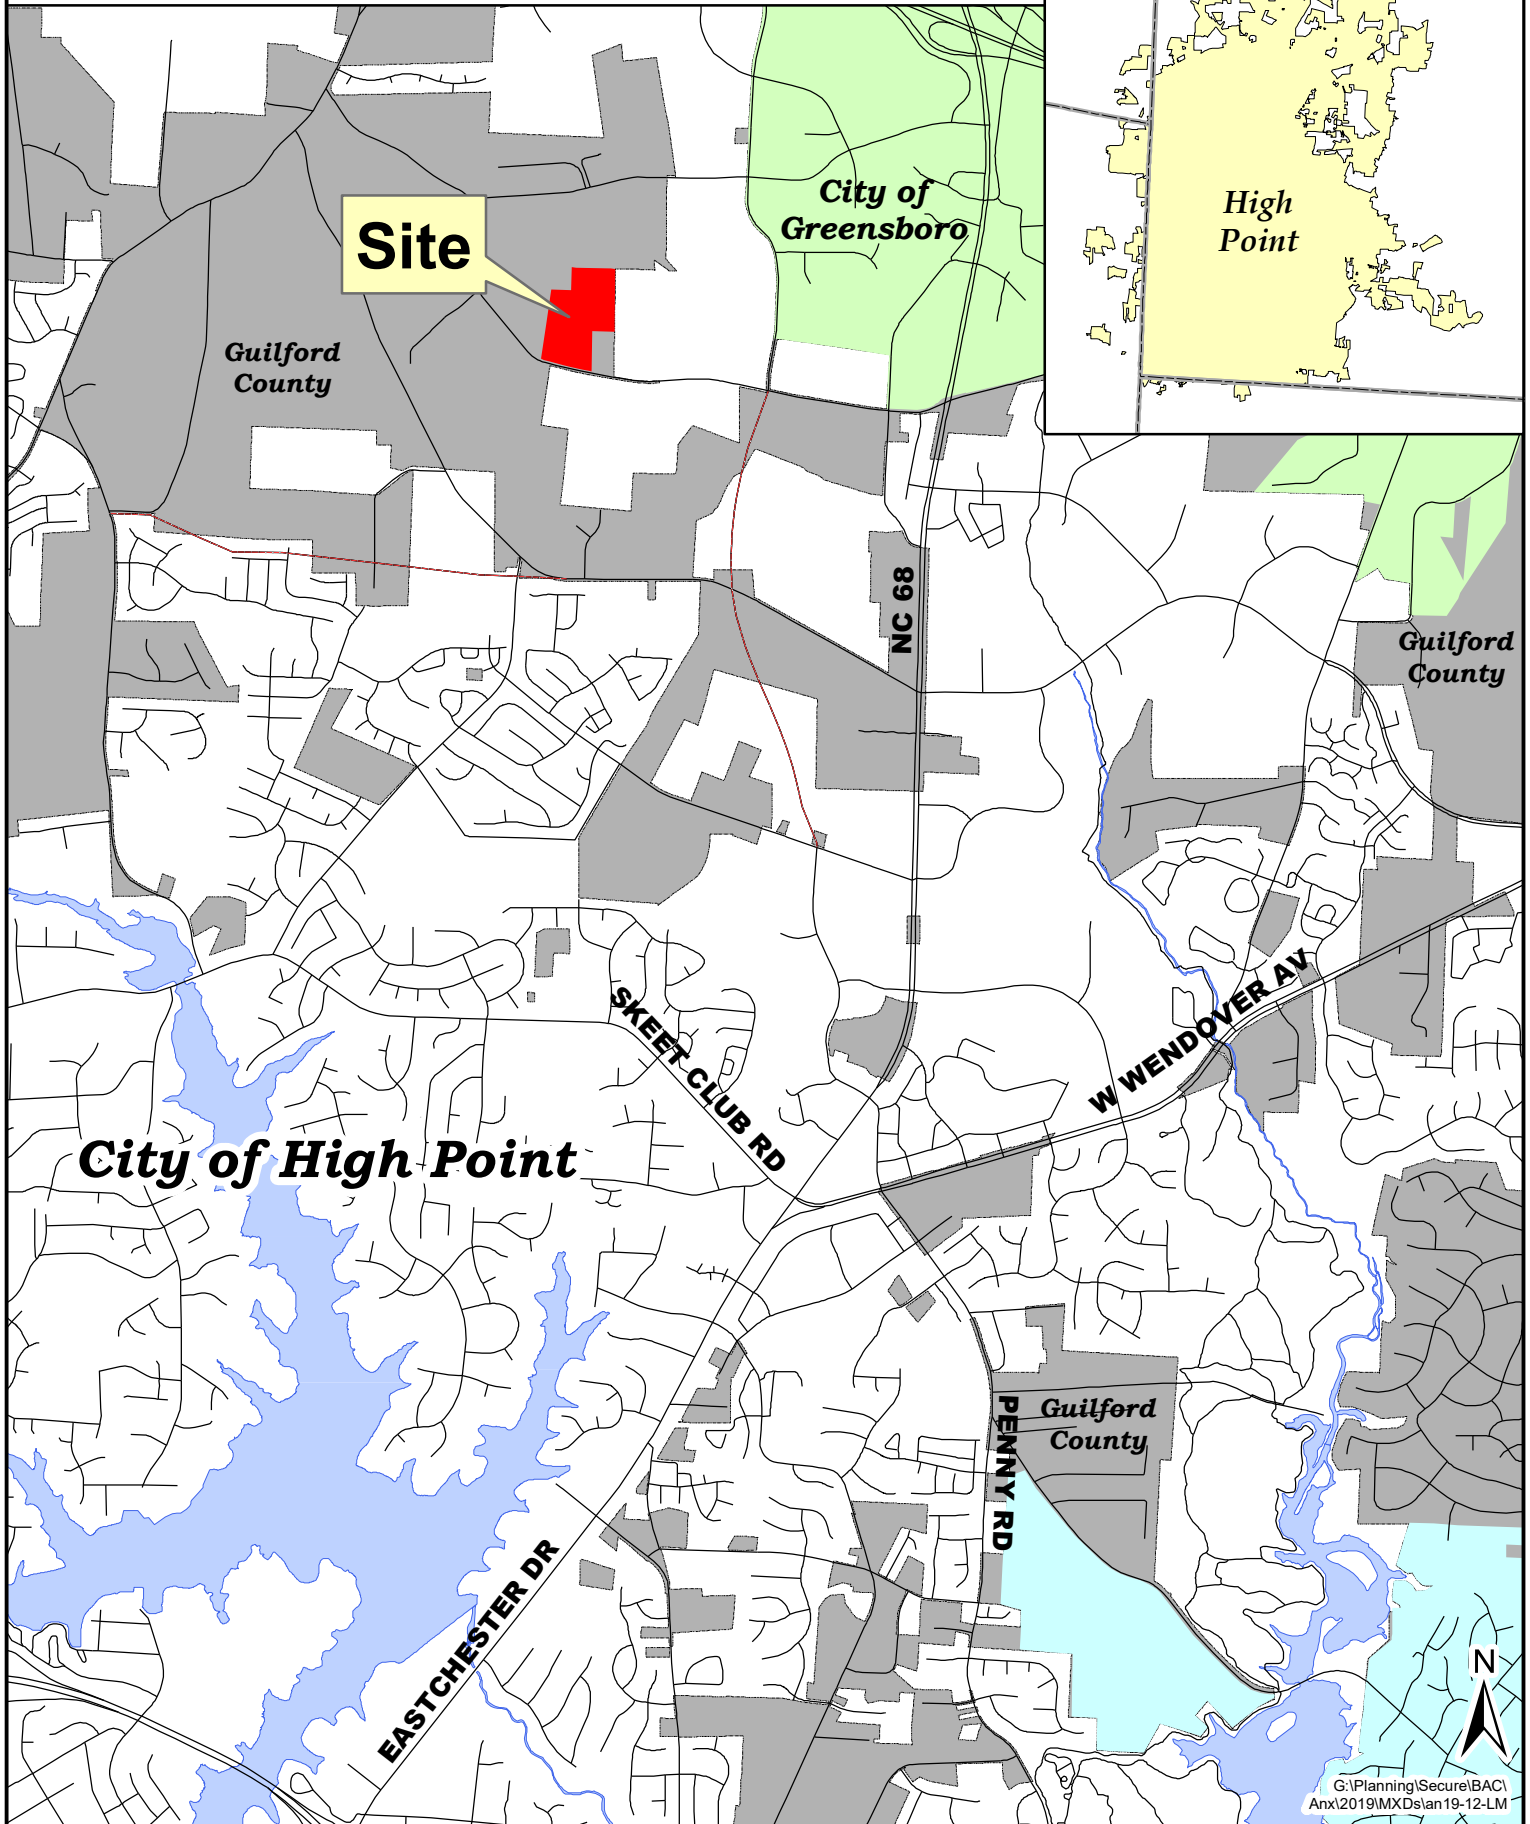 City of
Greensboro
High
Point
Site
Guilford
County
NC 68
Guilford
County
SKEET CLUB RD
W WENDOVER AV
City of High Point
Guilford
County
PENNY RD
EASTCHESTER DR
N
G:\Planning\Secure\BAC\
Anx\2019\MXDs\an19-12-LM